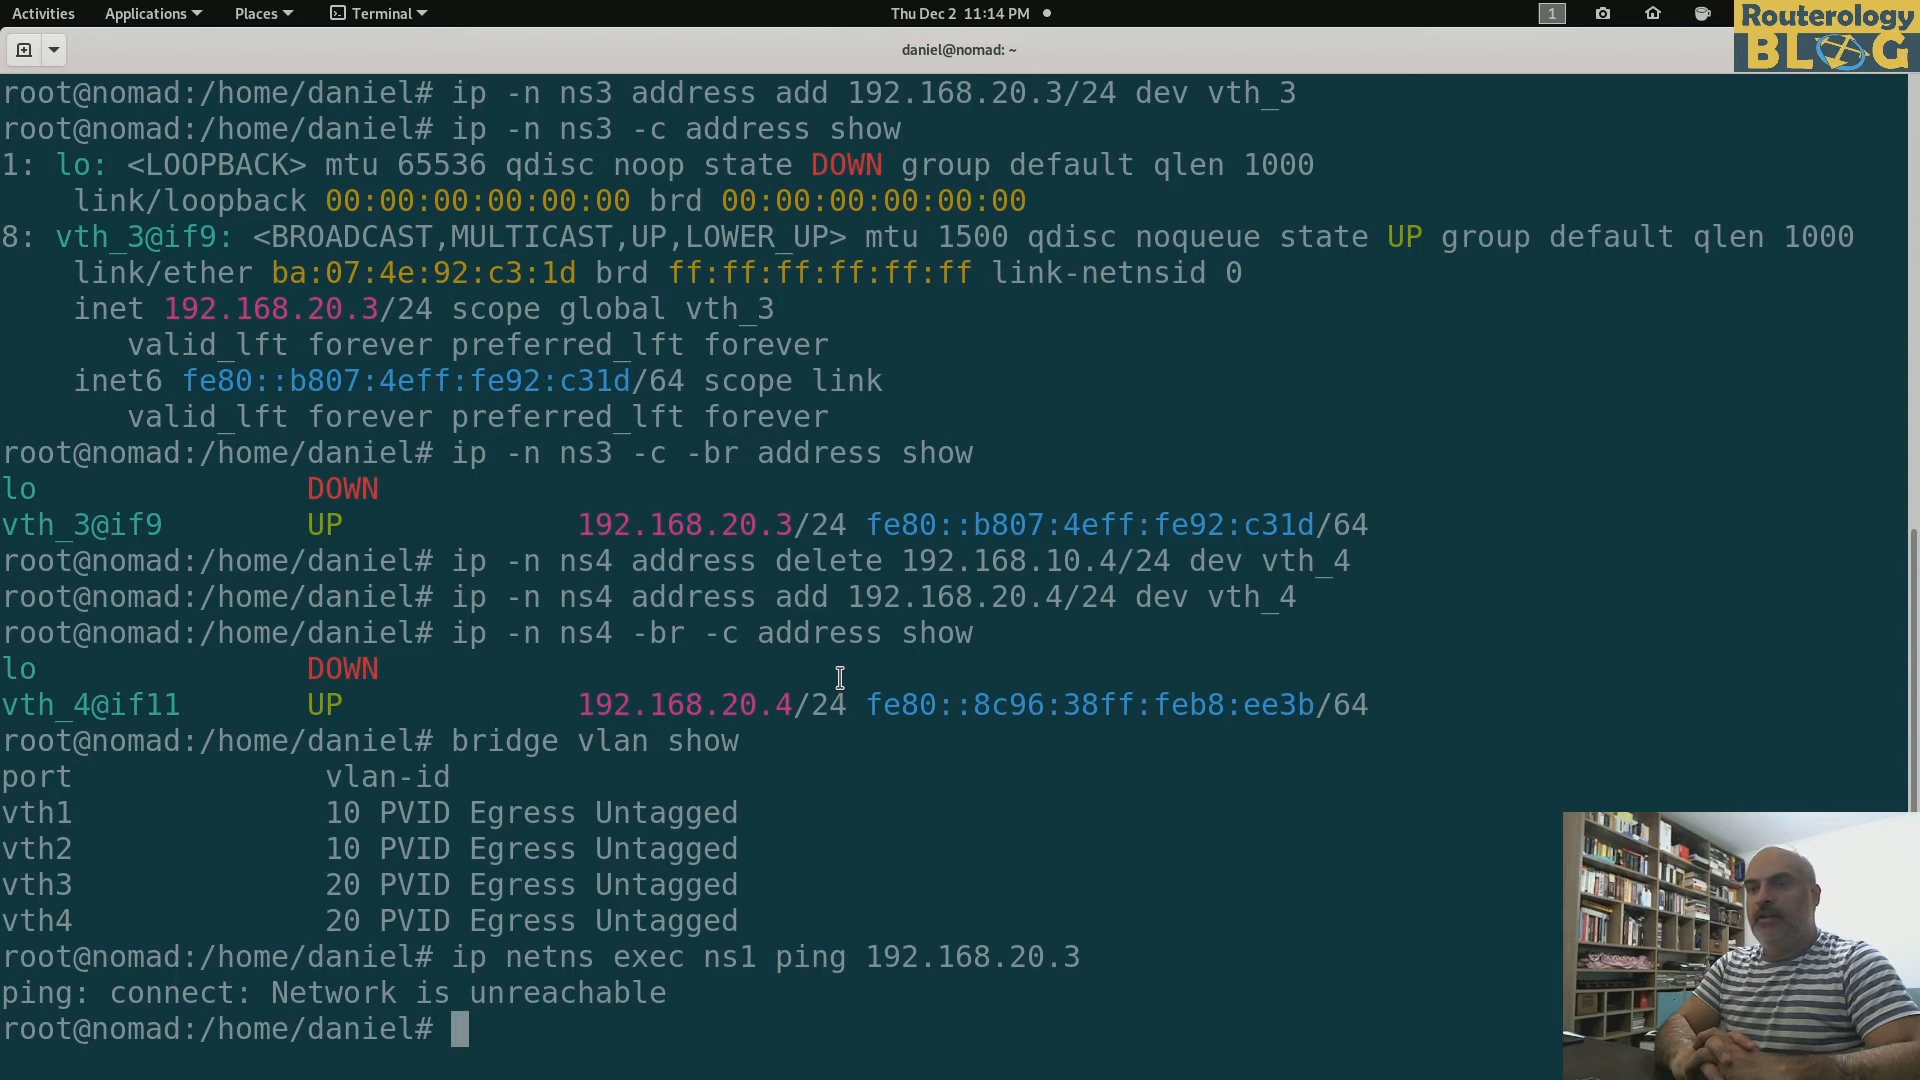 Activities Applications Places Terminal Thu Dec 2 11:14 PM 1
Routerology
BLOG
daniel@nomad: ~
root@nomad:/home/daniel# ip -n ns3 address add 192.168.20.3/24 dev vth_3
root@nomad:/home/daniel# ip -n ns3 -c address show
1: lo: <LOOPBACK> mtu 65536 qdisc noop state DOWN group default qlen 1000
    link/loopback 00:00:00:00:00:00 brd 00:00:00:00:00:00
8: vth_3@if9: <BROADCAST,MULTICAST,UP,LOWER_UP> mtu 1500 qdisc noqueue state UP group default qlen 1000
    link/ether ba:07:4e:92:c3:1d brd ff:ff:ff:ff:ff:ff link-netnsid 0
    inet 192.168.20.3/24 scope global vth_3
       valid_lft forever preferred_lft forever
    inet6 fe80::b807:4eff:fe92:c31d/64 scope link
       valid_lft forever preferred_lft forever
root@nomad:/home/daniel# ip -n ns3 -c -br address show
lo               DOWN
vth_3@if9        UP             192.168.20.3/24 fe80::b807:4eff:fe92:c31d/64
root@nomad:/home/daniel# ip -n ns4 address delete 192.168.10.4/24 dev vth_4
root@nomad:/home/daniel# ip -n ns4 address add 192.168.20.4/24 dev vth_4
root@nomad:/home/daniel# ip -n ns4 -br -c address show
lo               DOWN
vth_4@if11       UP             192.168.20.4/24 fe80::8c96:38ff:feb8:ee3b/64
root@nomad:/home/daniel# bridge vlan show
port              vlan-id
vth1              10 PVID Egress Untagged
vth2              10 PVID Egress Untagged
vth3              20 PVID Egress Untagged
vth4              20 PVID Egress Untagged
root@nomad:/home/daniel# ip netns exec ns1 ping 192.168.20.3
ping: connect: Network is unreachable
root@nomad:/home/daniel#